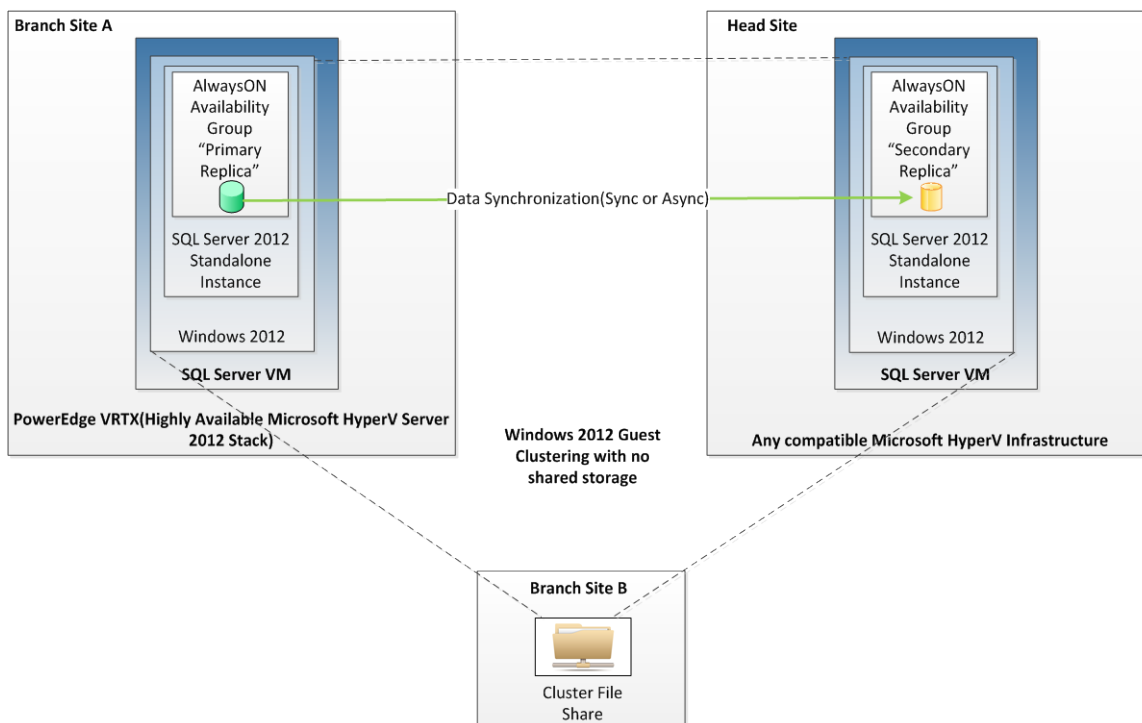 Branch Site A
AlwaysON
Availability
Group
“Primary
Replica”
SQL Server 2012
Standalone
Instance
Windows 2012
SQL Server VM
PowerEdge VRTX(Highly Available Microsoft HyperV Server
2012 Stack)
Data Synchronization(Sync or Async)
Head Site
AlwaysON
Availability
Group
“Secondary
Replica”
SQL Server 2012
Standalone
Instance
Windows 2012
SQL Server VM
Any compatible Microsoft HyperV Infrastructure
Windows 2012 Guest
Clustering with no
shared storage
Branch Site B
Cluster File
Share